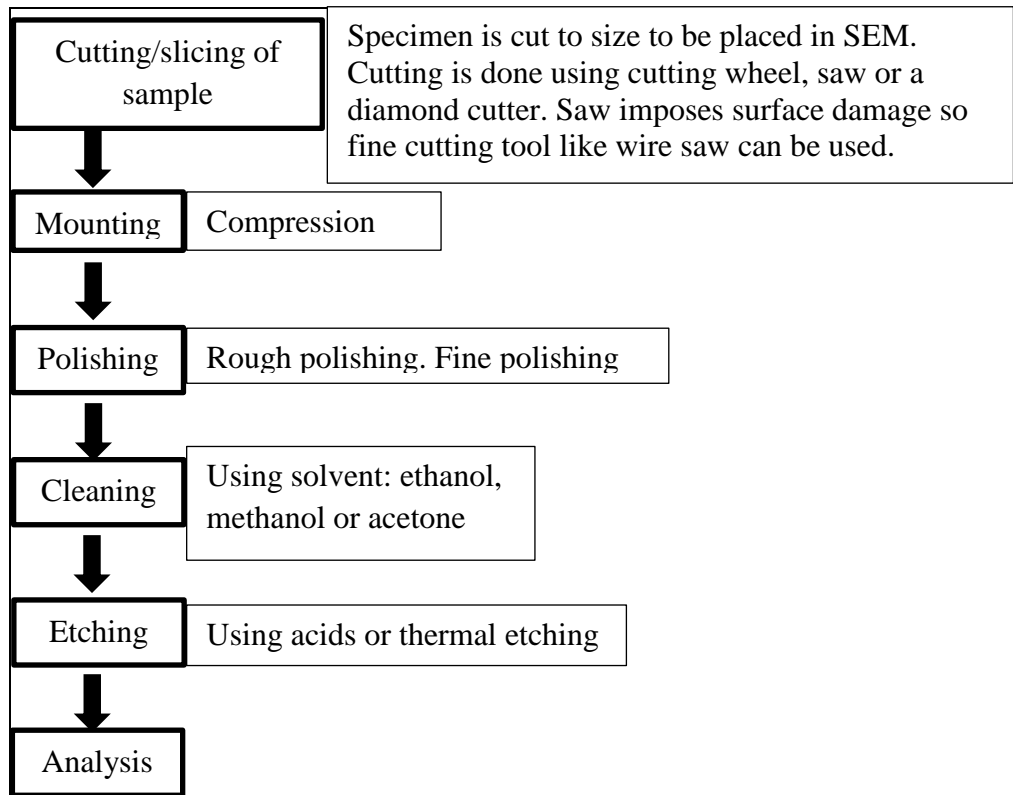 Cutting/slicing of
sample
Specimen is cut to size to be placed in SEM.
Cutting is done using cutting wheel, saw or a
diamond cutter. Saw imposes surface damage so
fine cutting tool like wire saw can be used.
Mounting
Compression
Polishing
Rough polishing. Fine polishing
Cleaning
Using solvent: ethanol,
methanol or acetone
Etching
Using acids or thermal etching
Analysis